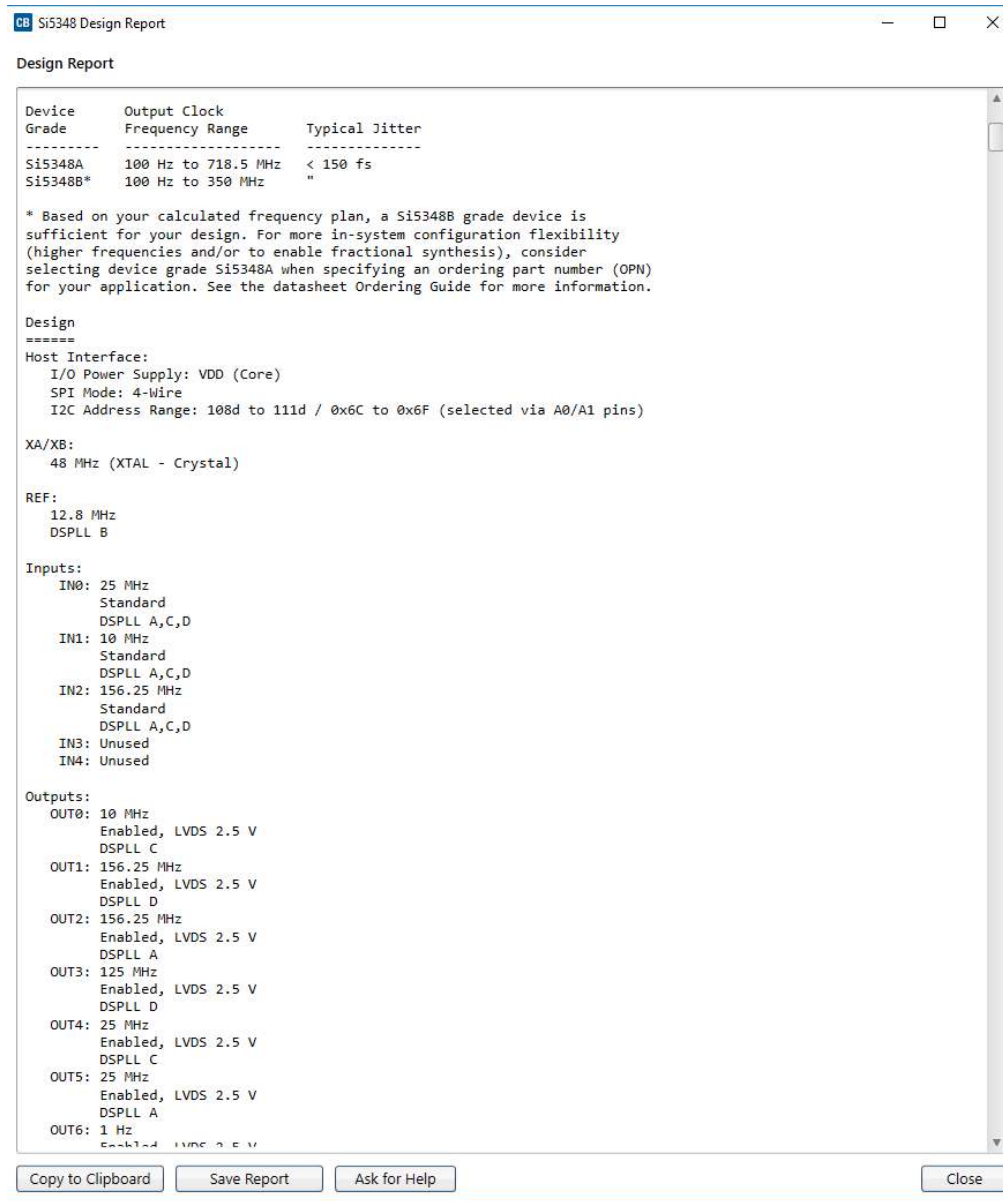 CB Si5348 Design Report
Design Report
Device Output Clock
Grade Frequency Range Typical Jitter
--------- ------------------- --------------
Si5348A 100 Hz to 718.5 MHz < 150 fs
Si5348B* 100 Hz to 350 MHz "
* Based on your calculated frequency plan, a Si5348B grade device is
sufficient for your design. For more in-system configuration flexibility
(higher frequencies and/or to enable fractional synthesis), consider
selecting device grade Si5348A when specifying an ordering part number (OPN)
for your application. See the datasheet Ordering Guide for more information.
Design
======
Host Interface:
I/O Power Supply: VDD (Core)
SPI Mode: 4-Wire
I2C Address Range: 108d to 111d / 0x6C to 0x6F (selected via A0/A1 pins)
XA/XB:
48 MHz (XTAL - Crystal)
REF:
12.8 MHz
DSPLL B
Inputs:
IN0: 25 MHz
Standard
DSPLL A,C,D
IN1: 10 MHz
Standard
DSPLL A,C,D
IN2: 156.25 MHz
Standard
DSPLL A,C,D
IN3: Unused
IN4: Unused
Outputs:
OUT0: 10 MHz
Enabled, LVDS 2.5 V
DSPLL C
OUT1: 156.25 MHz
Enabled, LVDS 2.5 V
DSPLL D
OUT2: 156.25 MHz
Enabled, LVDS 2.5 V
DSPLL A
OUT3: 125 MHz
Enabled, LVDS 2.5 V
DSPLL D
OUT4: 25 MHz
Enabled, LVDS 2.5 V
DSPLL C
OUT5: 25 MHz
Enabled, LVDS 2.5 V
DSPLL A
OUT6: 1 Hz
Enabled, LVDS 2.5 V
Copy to Clipboard Save Report Ask for Help Close